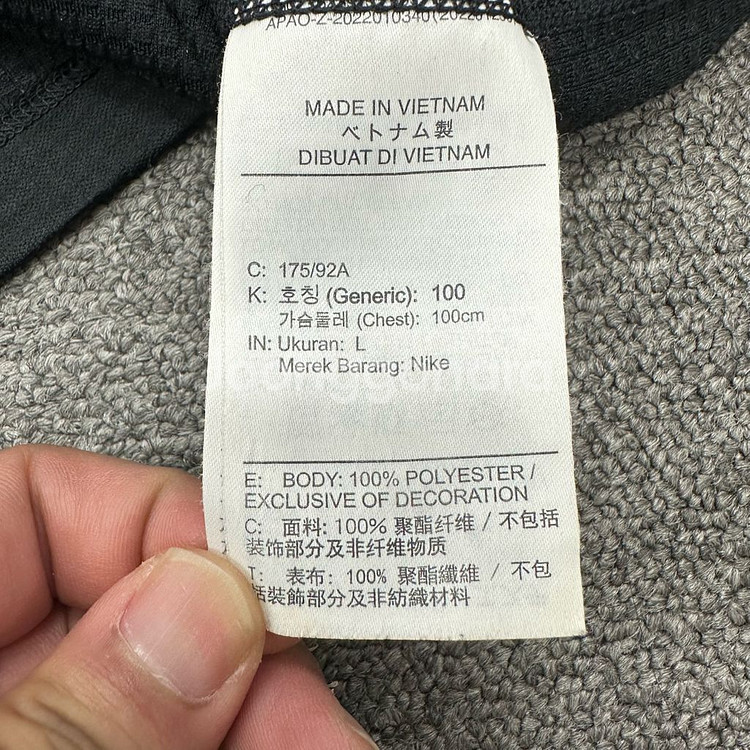 APAO-Z-2022010340
MADE IN VIETNAM
ベトナム製
DIBUAT DI VIETNAM
C: 175/92A
K: 호칭 (Generic): 100
가슴둘레 (Chest): 100cm
IN: Ukuran: L
Merek Barang: Nike
E: BODY: 100% POLYESTER /
EXCLUSIVE OF DECORATION
C: 面料: 100% 聚酯纤维 / 不包括
装饰部分及非纤维物质
T: 表布: 100% 聚酯纖維 / 不包
括裝飾部分及非紡織材料